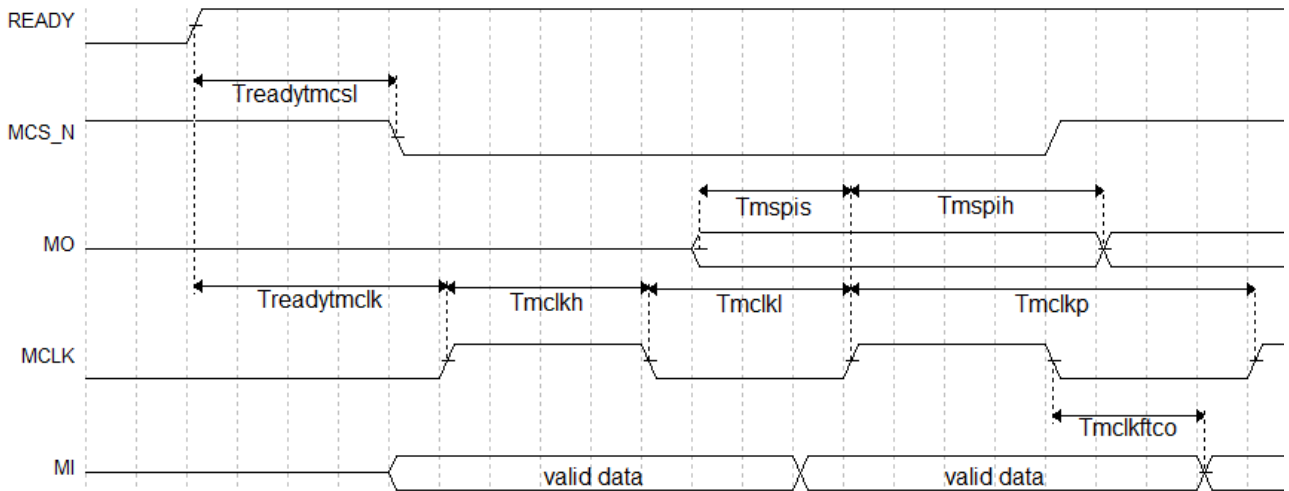 READY
Treadytmcsl
MCS_N
Tmspis Tmspih
MO
Treadytmclk Tmclkh Tmclkl Tmclkp
MCLK
Tmclkftco
MI valid data valid data